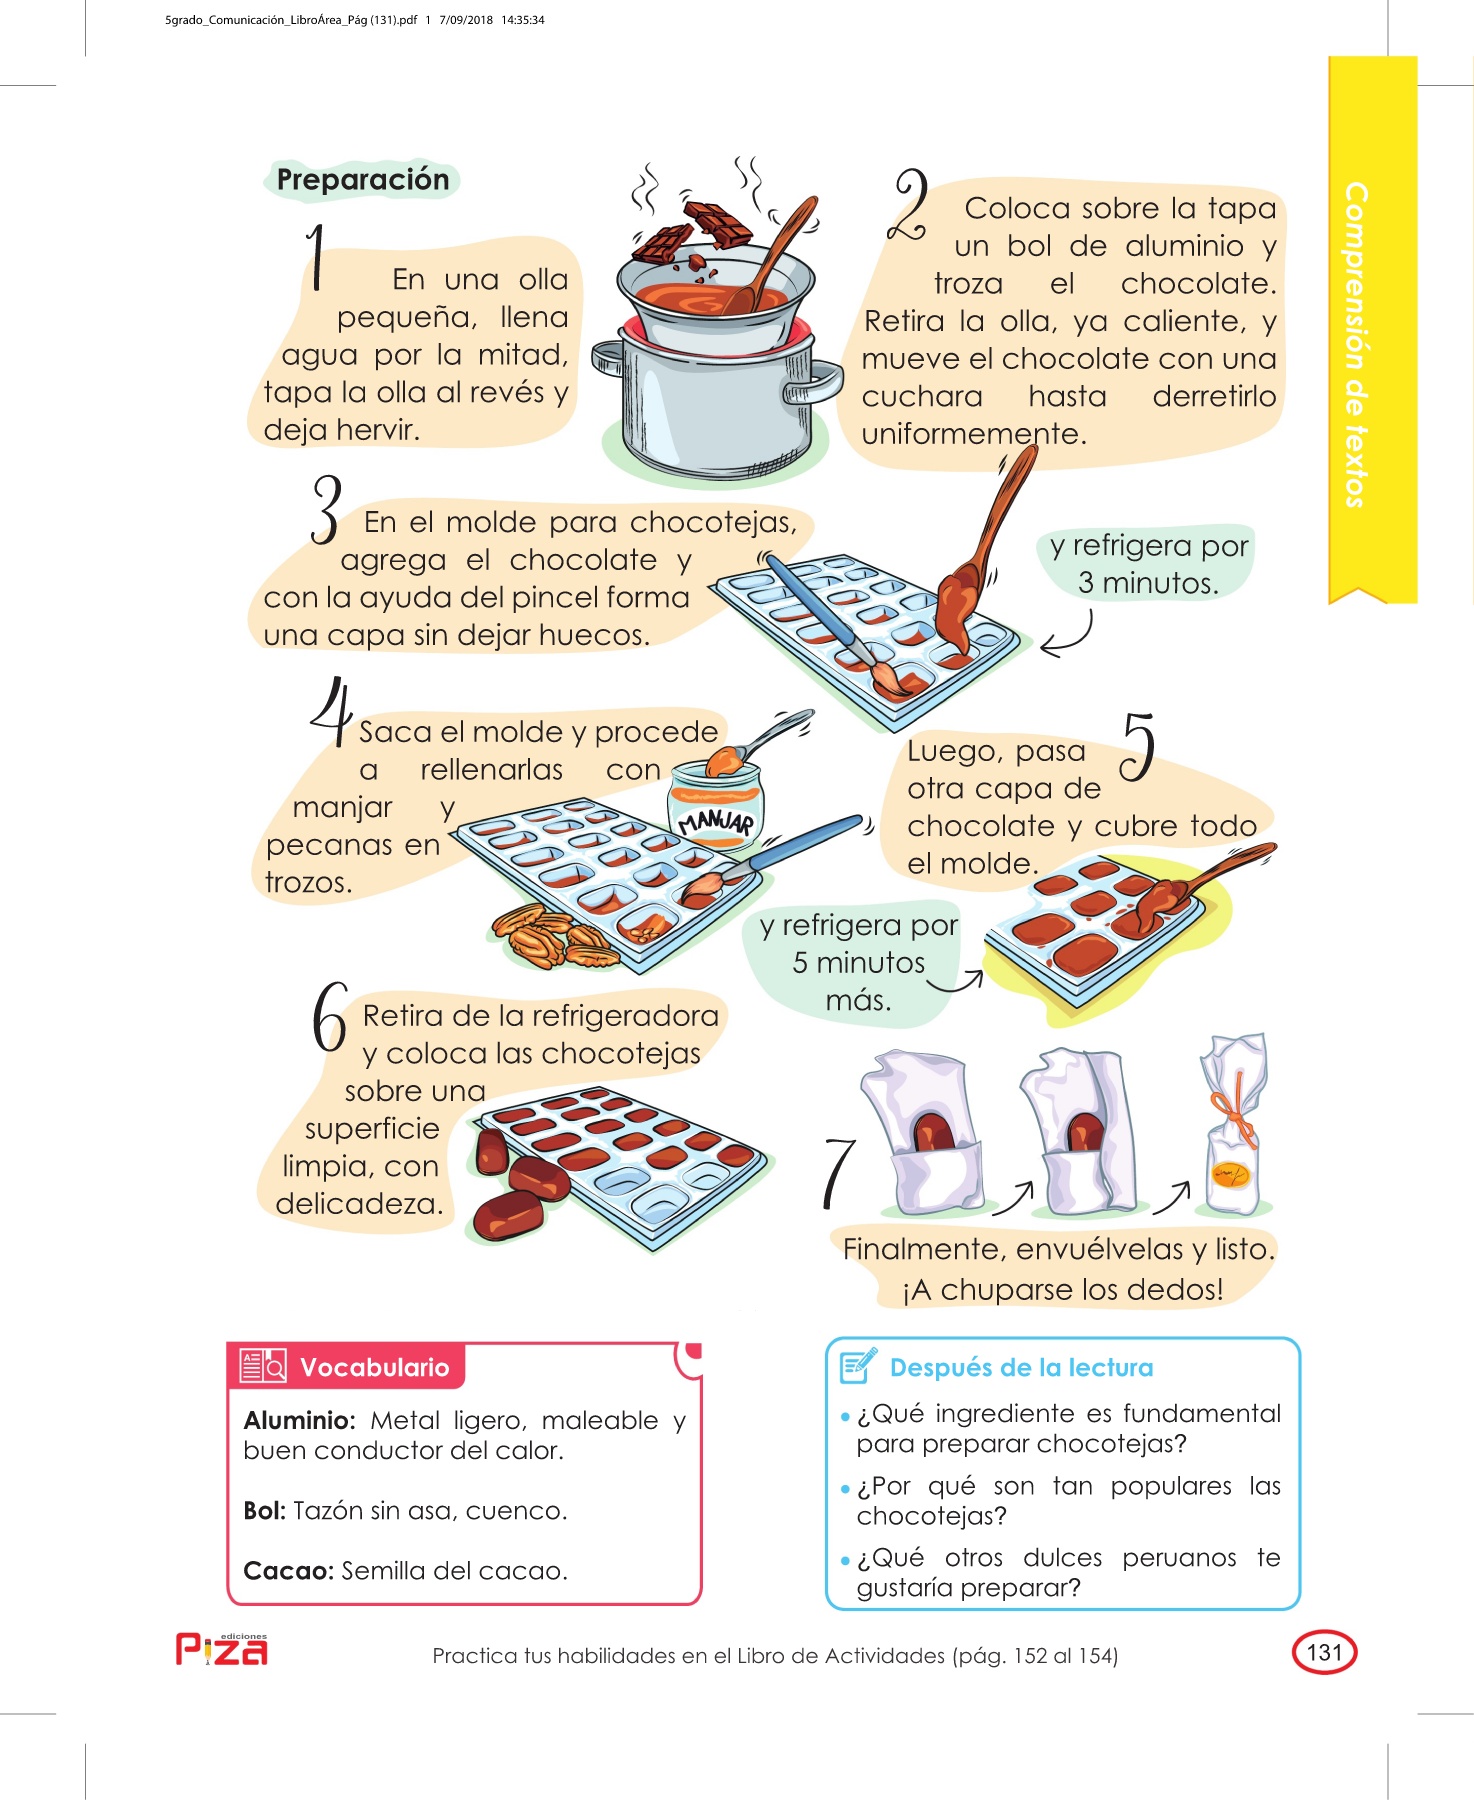 5grado_Comunicación_LibroÁrea_Pág (131).pdf 1 7/09/2018 14:35:34
Comprensión de textos
Preparación
1
En una olla
pequeña, llena
agua por la mitad,
tapa la olla al revés y
deja hervir.
2
Coloca sobre la tapa
un bol de aluminio y
troza el chocolate.
Retira la olla, ya caliente, y
mueve el chocolate con una
cuchara hasta derretirlo
uniformemente.
3
En el molde para chocotejas,
agrega el chocolate y
con la ayuda del pincel forma
una capa sin dejar huecos.
y refrigera por
3 minutos.
4
Saca el molde y procede
a rellenarlas con
manjar y
pecanas en
trozos.
MANJAR
5
Luego, pasa
otra capa de
chocolate y cubre todo
el molde.
y refrigera por
5 minutos
más.
6
Retira de la refrigeradora
y coloca las chocotejas
sobre una
superficie
limpia, con
delicadeza.
7
Finalmente, envuélvelas y listo.
¡A chuparse los dedos!
Vocabulario
Aluminio: Metal ligero, maleable y
buen conductor del calor.
Bol: Tazón sin asa, cuenco.
Cacao: Semilla del cacao.
Después de la lectura
• ¿Qué ingrediente es fundamental
para preparar chocotejas?
• ¿Por qué son tan populares las
chocotejas?
• ¿Qué otros dulces peruanos te
gustaría preparar?
ediciones
PIZA
Practica tus habilidades en el Libro de Actividades (pág. 152 al 154)
131